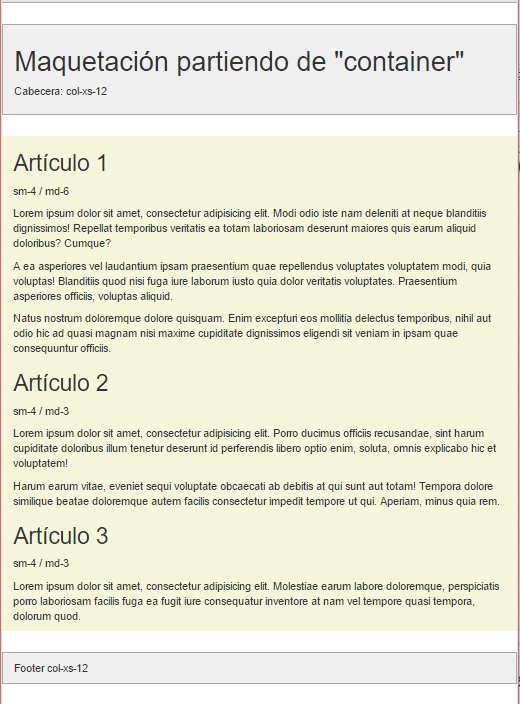 Maquetación partiendo de "container"
Cabecera: col-xs-12
Artículo 1
sm-4 / md-6
Lorem ipsum dolor sit amet, consectetur adipisicing elit. Modi odio iste nam deleniti at neque blanditiis
dignissimos! Repellat temporibus veritatis ea totam laboriosam deserunt maiores quis earum aliquid
doloribus? Cumque?
A ea asperiores vel laudantium ipsam praesentium quae repellendus voluptates voluptatem modi, quia
voluptas! Blanditiis quod nisi fuga iure laborum iusto quia dolor veritatis voluptates. Praesentium
asperiores officiis, voluptas aliquid.
Natus nostrum doloremque dolore quisquam. Enim excepturi eos mollitia delectus temporibus, nihil aut
odio hic ad quasi magnam nisi maxime cupiditate dignissimos eligendi sit veniam in ipsam quae
consequuntur officiis.
Artículo 2
sm-4 / md-3
Lorem ipsum dolor sit amet, consectetur adipisicing elit. Porro ducimus officiis recusandae, sint harum
cupiditate doloribus illum tenetur deserunt id perferendis libero optio enim, soluta, omnis explicabo hic et
voluptatem!
Harum earum vitae, eveniet sequi voluptate obcaecati ab debitis at qui sunt aut totam! Tempora dolore
similique beatae doloremque autem facilis consectetur impedit tempore ut qui. Aperiam, minus quia rem.
Artículo 3
sm-4 / md-3
Lorem ipsum dolor sit amet, consectetur adipisicing elit. Molestiae earum labore doloremque, perspiciatis
porro laboriosam facilis fuga ea fugit iure consequatur inventore at nam vel tempore quasi tempora,
dolorum quod.
Footer col-xs-12